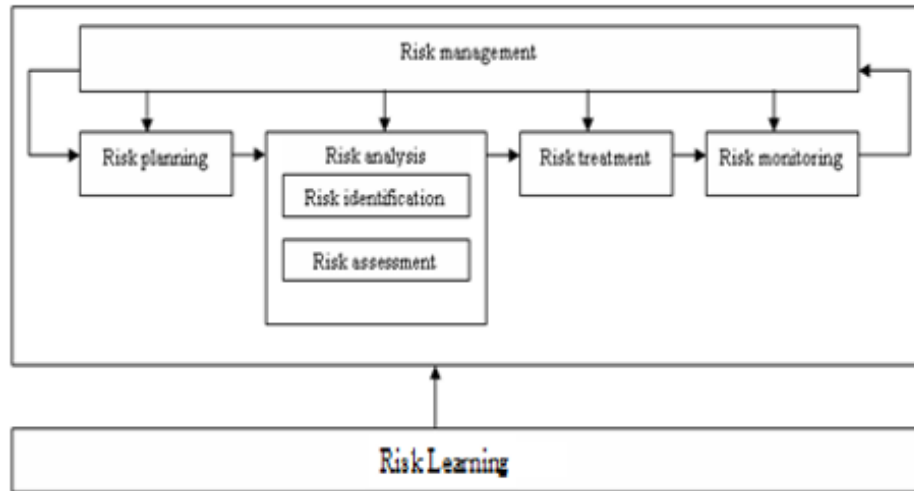 Risk management
Risk planning
Risk analysis
Risk identification
Risk assessment
Risk treatment
Risk monitoring
Risk Learning